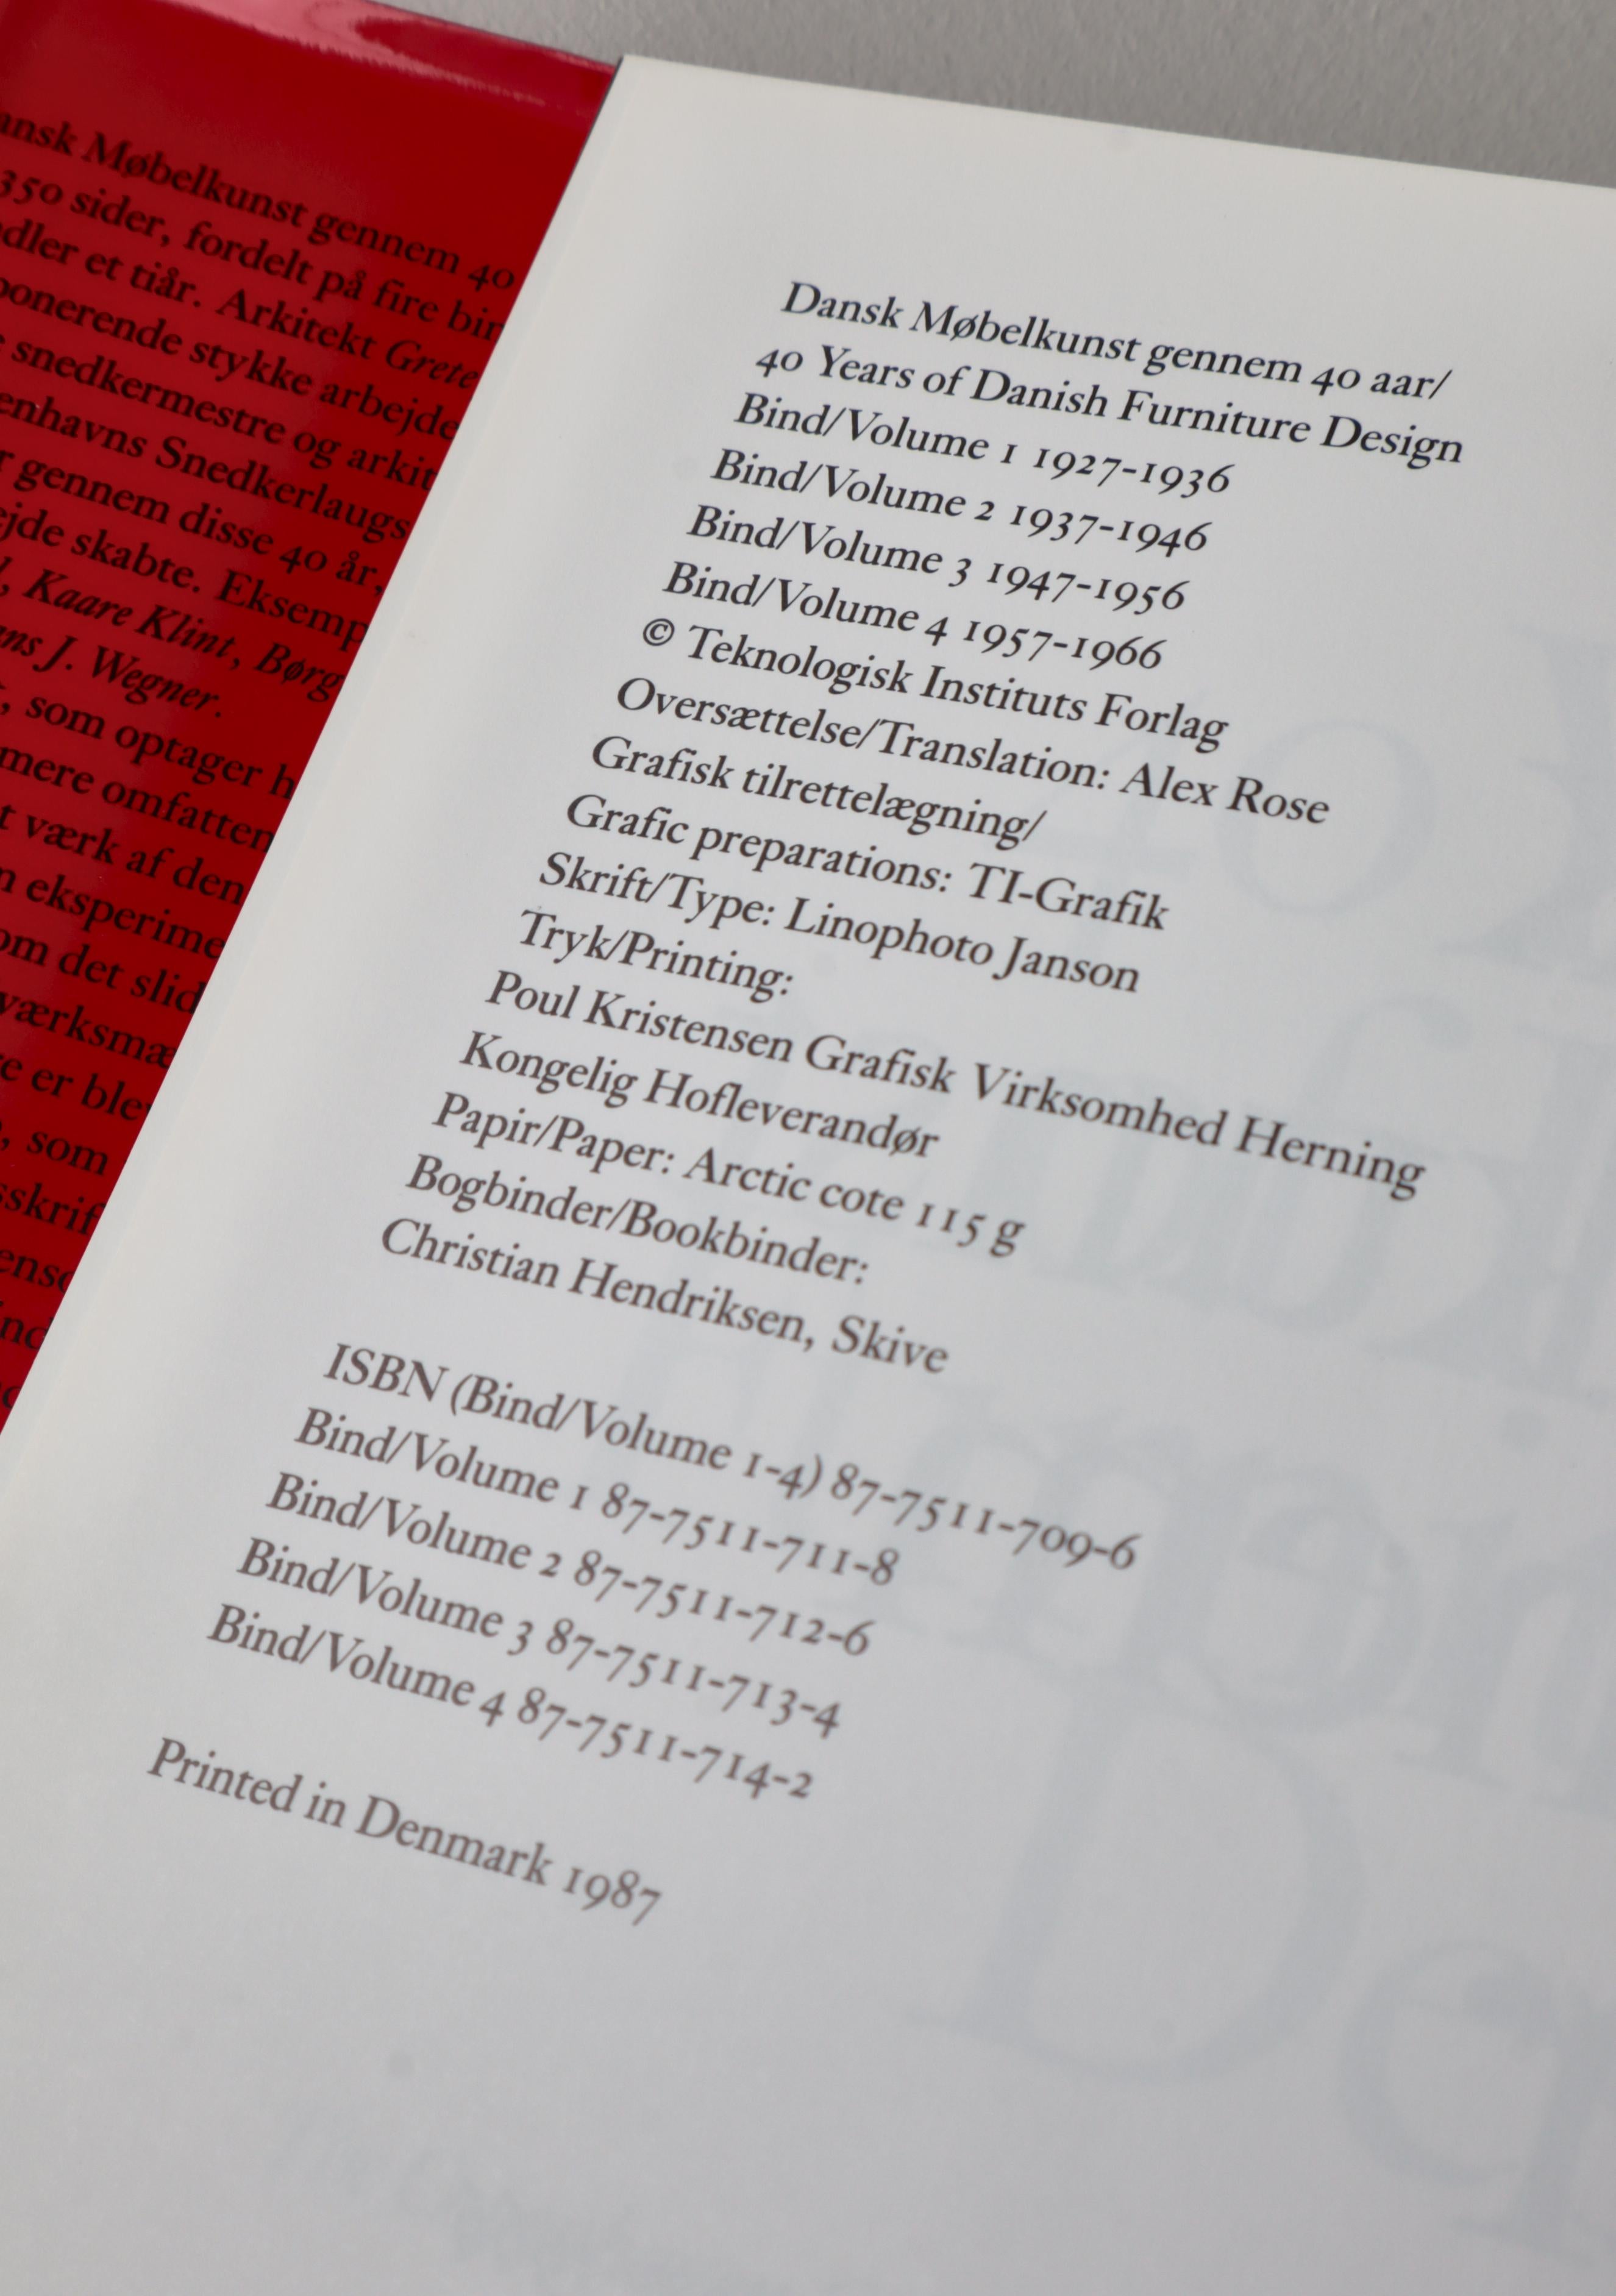 ansk Møbelkunst gennem 40
350 sider, fordelt på fire bin
dler et tiår. Arkitekt Grete
ponerende stykke arbejde
snedkermestre og arkit
enhavns Snedkerlaugs
r gennem disse 40 år,
ejde skabte. Eksemp
, Kaare Klint, Børg
ns J. Wegner.
, som optager h
mere omfatten
t værk af den
n eksperime
om det slid
værksmæ
e er blev
, som
sskrif
ensc
Dansk Møbelkunst gennem 40 aar/
40 Years of Danish Furniture Design
Bind/Volume 1 1927-1936
Bind/Volume 2 1937-1946
Bind/Volume 3 1947-1956
Bind/Volume 4 1957-1966
© Teknologisk Instituts Forlag
Oversættelse/Translation: Alex Rose
Grafisk tilrettelægning/
Grafic preparations: TI-Grafik
Skrift/Type: Linophoto Janson
Tryk/Printing:
Poul Kristensen Grafisk Virksomhed Herning
Kongelig Hofleverandør
Papir/Paper: Arctic cote 115 g
Bogbinder/Bookbinder:
Christian Hendriksen, Skive
ISBN (Bind/Volume 1-4) 87-7511-709-6
Bind/Volume 1 87-7511-711-8
Bind/Volume 2 87-7511-712-6
Bind/Volume 3 87-7511-713-4
Bind/Volume 4 87-7511-714-2
Printed in Denmark 1987